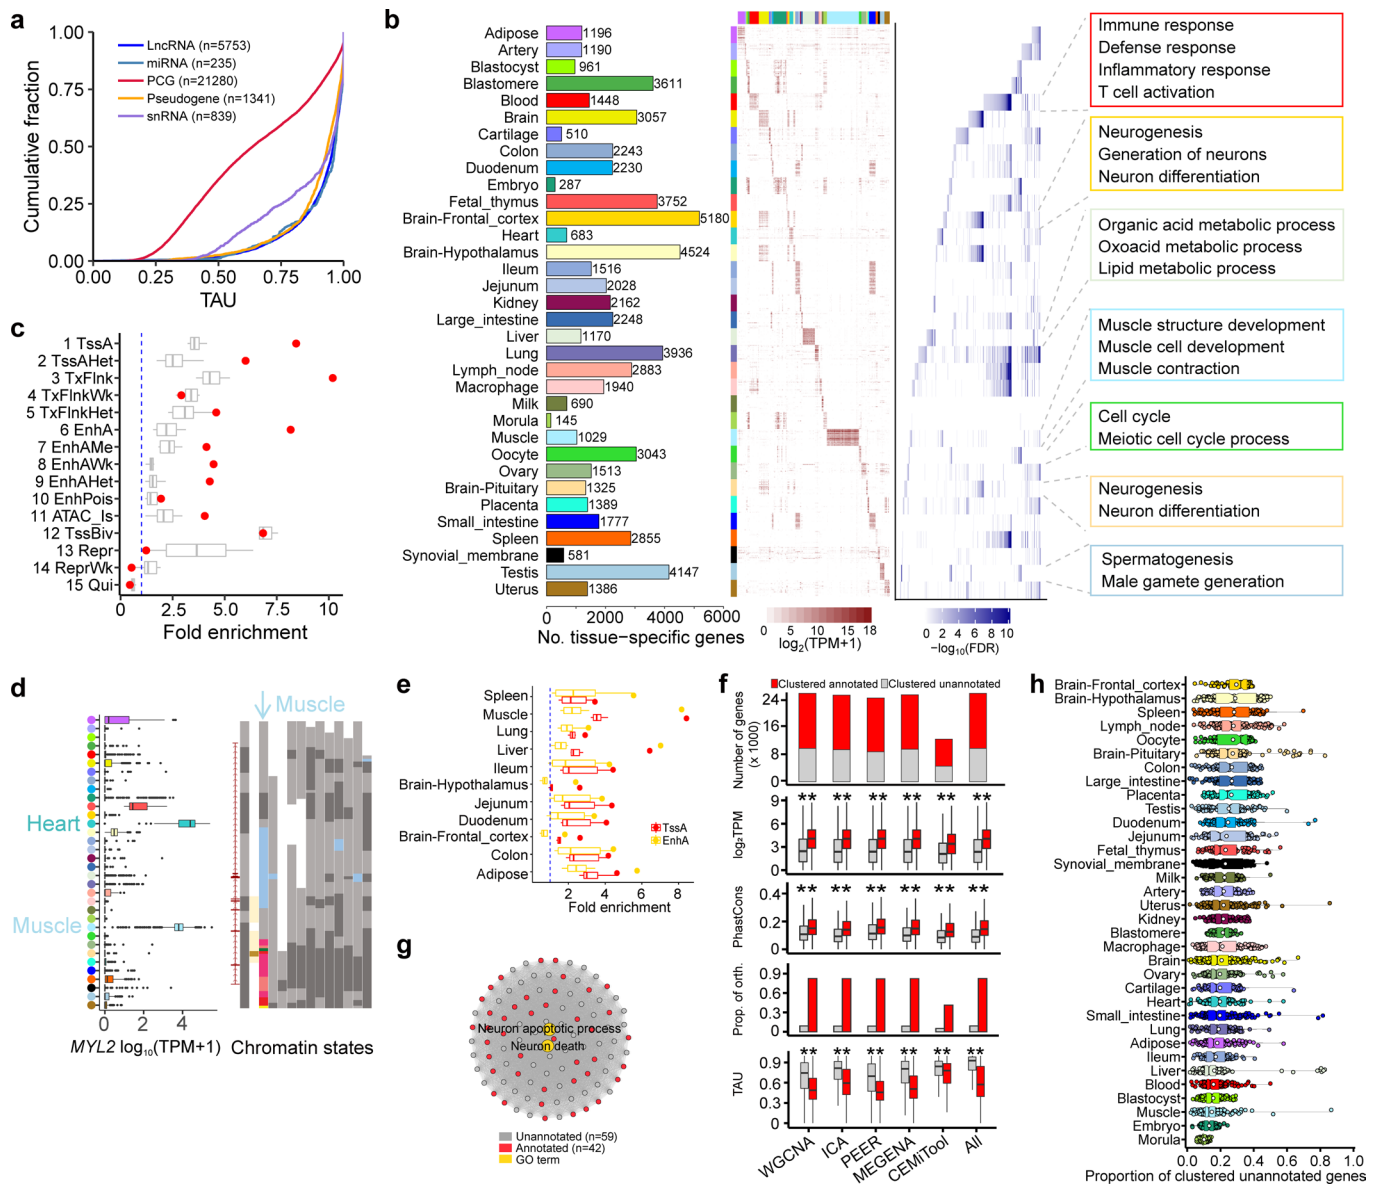 a
1.00
0.75
0.50
0.25
0.00
Cumulative fraction
LncRNA (n=5753)
miRNA (n=235)
PCG (n=21280)
Pseudogene (n=1341)
snRNA (n=839)
0.00 0.25 0.50 0.75 1.00
TAU
b
Adipose 1196
Artery 1190
Blastocyst 961
Blastomere 3611
Blood 1448
Brain 3057
Cartilage 510
Colon 2243
Duodenum 2230
Embryo 287
Fetal_thymus 3752
Brain-Frontal_cortex 5180
Heart 683
Brain-Hypothalamus 4524
Ileum 1516
Jejunum 2028
Kidney 2162
Large_intestine 2248
Liver 1170
Lung 3936
Lymph_node 2883
Macrophage 1940
Milk 690
Morula 145
Muscle 1029
Oocyte 3043
Ovary 1513
Brain-Pituitary 1325
Placenta 1389
Small_intestine 1777
Spleen 2855
Synovial_membrane 581
Testis 4147
Uterus 1386
0 2000 4000 6000
No. tissue-specific genes
0 5 10 15 18
log2(TPM+1)
0 2 4 6 8 10
-log10(FDR)
Immune response
Defense response
Inflammatory response
T cell activation
Neurogenesis
Generation of neurons
Neuron differentiation
Organic acid metabolic process
Oxoacid metabolic process
Lipid metabolic process
Muscle structure development
Muscle cell development
Muscle contraction
Cell cycle
Meiotic cell cycle process
Neurogenesis
Neuron differentiation
Spermatogenesis
Male gamete generation
c
1 TssA
2 TssAHet
3 TxFlnk
4 TxFlnkWk
5 TxFlnkHet
6 EnhA
7 EnhAMe
8 EnhAWk
9 EnhAHet
10 EnhPois
11 ATAC_Is
12 TssBiv
13 Repr
14 ReprWk
15 Qui
0 2.5 5.0 7.5 10
Fold enrichment
d
Muscle
Heart
Muscle
0 2 4
MYL2 log10(TPM+1)
Chromatin states
e
Spleen
Muscle
Lung
Liver
Ileum
Brain-Hypothalamus
Jejunum
Duodenum
Brain-Frontal_cortex
Colon
Adipose
TssA
EnhA
2 4 6 8
Fold enrichment
g
Neuron apoptotic process
Neuron death
Unannotated (n=59)
Annotated (n=42)
GO term
f
Clustered annotated Clustered unannotated
Number of genes
(x 1000)
24
16
8
0
log2TPM
9
6
3
0
** ** ** ** ** **
PhastCons
0.4
0.2
0
** ** ** ** ** **
Prop. of orth.
0.9
0.6
0.3
0
TAU
0.9
0.6
0.3
0
** ** ** ** ** **
WGCNA ICA PEER MEGENA CEMiTool All
h
Brain-Frontal_cortex
Brain-Hypothalamus
Spleen
Lymph_node
Oocyte
Brain-Pituitary
Colon
Large_intestine
Placenta
Testis
Duodenum
Jejunum
Fetal_thymus
Synovial_membrane
Milk
Artery
Uterus
Kidney
Blastomere
Macrophage
Brain
Ovary
Cartilage
Heart
Small_intestine
Lung
Adipose
Ileum
Liver
Blood
Blastocyst
Muscle
Embryo
Morula
0.0 0.2 0.4 0.6 0.8 1.0
Proportion of clustered unannotated genes